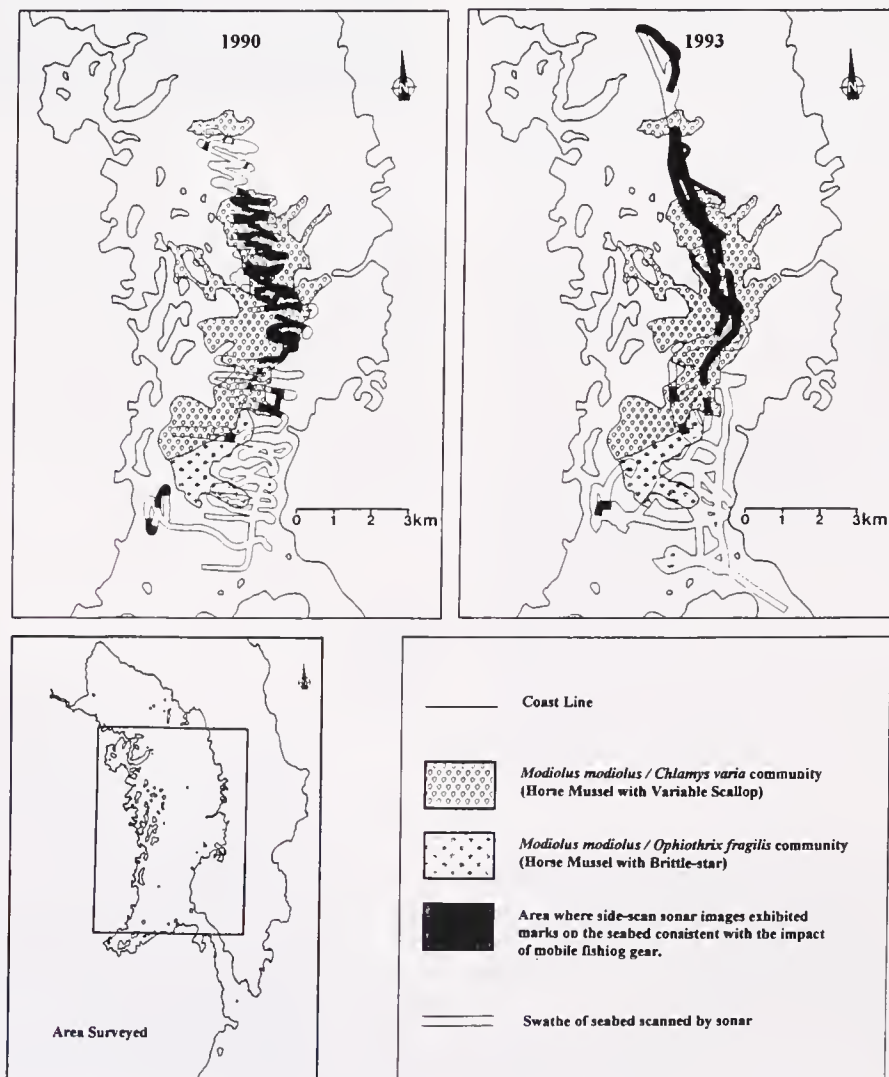 1990
N
0 1 2 3km
1993
N
0 1 2 3km
Area Surveyed
Coast Line
Modiolus modiolus / Chlamys varia community
(Horse Mussel with Variable Scallop)
Modiolus modiolus / Ophiothrix fragilis community
(Horse Mussel with Brittle-star)
Area where side-scan sonar images exhibited
marks on the seabed consistent with the impact
of mobile fishiog gear.
Swathe of seabed scanned by sonar